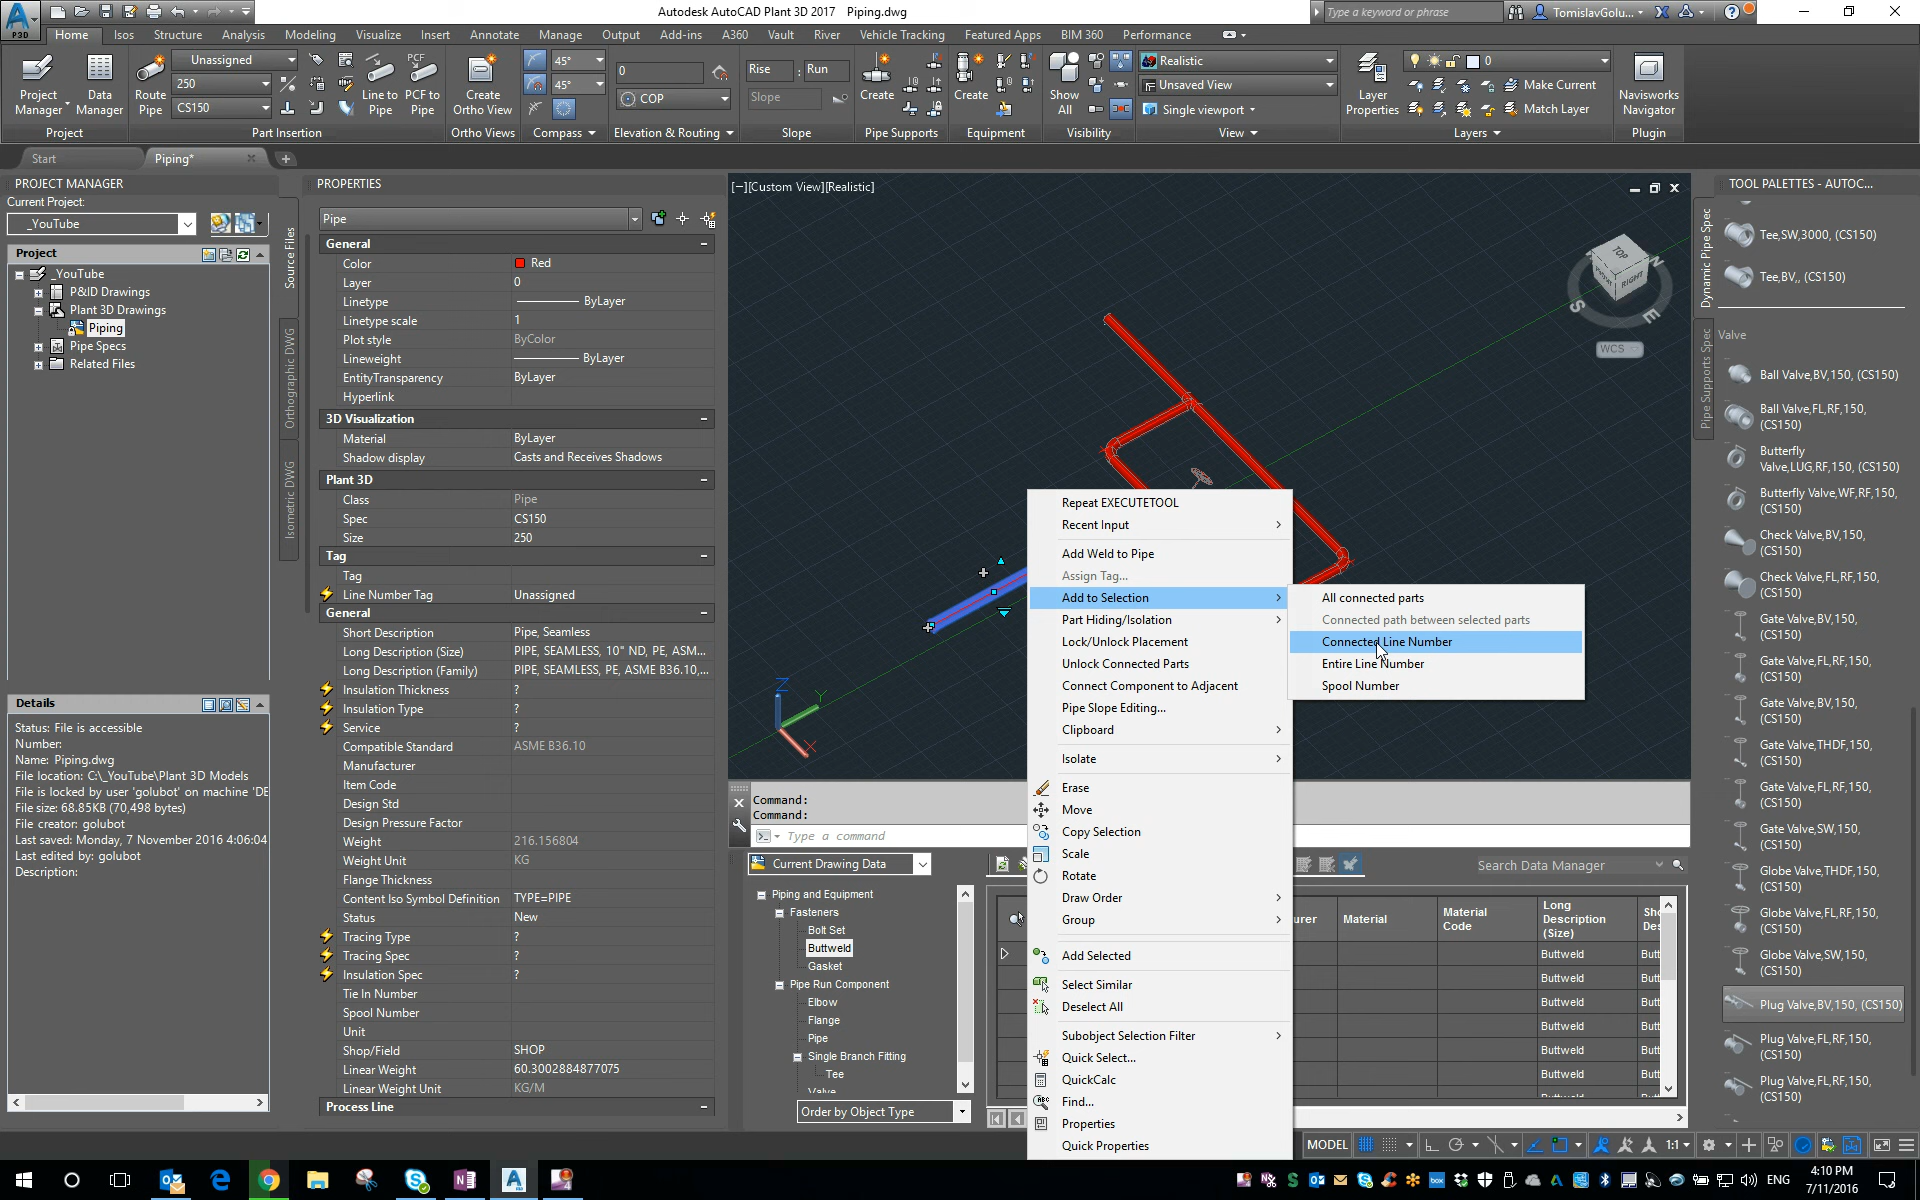 Autodesk AutoCAD Plant 3D 2017 Piping.dwg
Type a keyword or phrase
TomislavGolu...
P3D
Home Isos Structure Analysis Modeling Visualize Insert Annotate Manage Output Add-ins A360 Vault River Vehicle Tracking Featured Apps BIM 360 Performance
Project Manager
Data Manager
Project
Route Pipe
Unassigned
250
CS150
Line to Pipe
PCF to Pipe
PCF
Part Insertion
Create Ortho View
Ortho Views
45°
45°
Compass
0
COP
Elevation & Routing
Rise : Run
Slope
Slope
Create
Pipe Supports
Create
Equipment
Show All
Visibility
Realistic
Unsaved View
Single viewport
View
Layer Properties
0
Make Current
Match Layer
Layers
Navisworks Navigator
Plugin
Start
Piping*
PROJECT MANAGER
Current Project:
_YouTube
Project
_YouTube
P&ID Drawings
Plant 3D Drawings
Piping
Pipe Specs
Related Files
Source Files
Orthographic DWG
Isometric DWG
Details
Status: File is accessible
Number:
Name: Piping.dwg
File location: C:\_YouTube\Plant 3D Models
File is locked by user 'golubot' on machine 'DE
File size: 68.85KB (70,498 bytes)
File creator: golubot
Last saved: Monday, 7 November 2016 4:06:04
Last edited by: golubot
Description:
PROPERTIES
Pipe
General
Color Red
Layer 0
Linetype ByLayer
Linetype scale 1
Plot style ByColor
Lineweight ByLayer
EntityTransparency ByLayer
Hyperlink
3D Visualization
Material ByLayer
Shadow display Casts and Receives Shadows
Plant 3D
Class Pipe
Spec CS150
Size 250
Tag
Tag
Line Number Tag Unassigned
General
Short Description Pipe, Seamless
Long Description (Size) PIPE, SEAMLESS, 10" ND, PE, ASM...
Long Description (Family) PIPE, SEAMLESS, PE, ASME B36.10,...
Insulation Thickness ?
Insulation Type ?
Service ?
Compatible Standard ASME B36.10
Manufacturer
Item Code
Design Std
Design Pressure Factor
Weight 216.156804
Weight Unit KG
Flange Thickness
Content Iso Symbol Definition TYPE=PIPE
Status New
Tracing Type ?
Tracing Spec ?
Insulation Spec ?
Tie In Number
Spool Number
Unit
Shop/Field SHOP
Linear Weight 60.3002884877075
Linear Weight Unit KG/M
Process Line
[−][Custom View][Realistic]
TOP
FRONT
RIGHT
N
S
E
WCS
Z
Y
X
Repeat EXECUTETOOL
Recent Input
Add Weld to Pipe
Assign Tag...
Add to Selection
Part Hiding/Isolation
Lock/Unlock Placement
Unlock Connected Parts
Connect Component to Adjacent
Pipe Slope Editing...
Clipboard
Isolate
Erase
Move
Copy Selection
Scale
Rotate
Draw Order
Group
Add Selected
Select Similar
Deselect All
Subobject Selection Filter
Quick Select...
QuickCalc
Find...
Properties
Quick Properties
All connected parts
Connected path between selected parts
Connected Line Number
Entire Line Number
Spool Number
Command:
Command:
Type a command
Current Drawing Data
Search Data Manager
Piping and Equipment
Fasteners
Bolt Set
Buttweld
Gasket
Pipe Run Component
Elbow
Flange
Pipe
Single Branch Fitting
Tee
Valve
Order by Object Type
urer
Material
Material Code
Long Description (Size)
Sho
Des
Buttweld Butt
Buttweld Butt
Buttweld Butt
Buttweld Butt
Buttweld Butt
Buttweld Butt
TOOL PALETTES - AUTOC...
Dynamic Pipe Spec
Pipe Supports Spec
Tee,SW,3000, (CS150)
Tee,BV,, (CS150)
Valve
Ball Valve,BV,150, (CS150)
Ball Valve,FL,RF,150, (CS150)
Butterfly Valve,LUG,RF,150, (CS150)
Butterfly Valve,WF,RF,150, (CS150)
Check Valve,BV,150, (CS150)
Check Valve,FL,RF,150, (CS150)
Gate Valve,BV,150, (CS150)
Gate Valve,FL,RF,150, (CS150)
Gate Valve,BV,150, (CS150)
Gate Valve,THDF,150, (CS150)
Gate Valve,FL,RF,150, (CS150)
Gate Valve,SW,150, (CS150)
Globe Valve,THDF,150, (CS150)
Globe Valve,FL,RF,150, (CS150)
Globe Valve,SW,150, (CS150)
Plug Valve,BV,150, (CS150)
Plug Valve,FL,RF,150, (CS150)
Plug Valve,FL,RF,150, (CS150)
MODEL
1:1
ENG
4:10 PM
7/11/2016